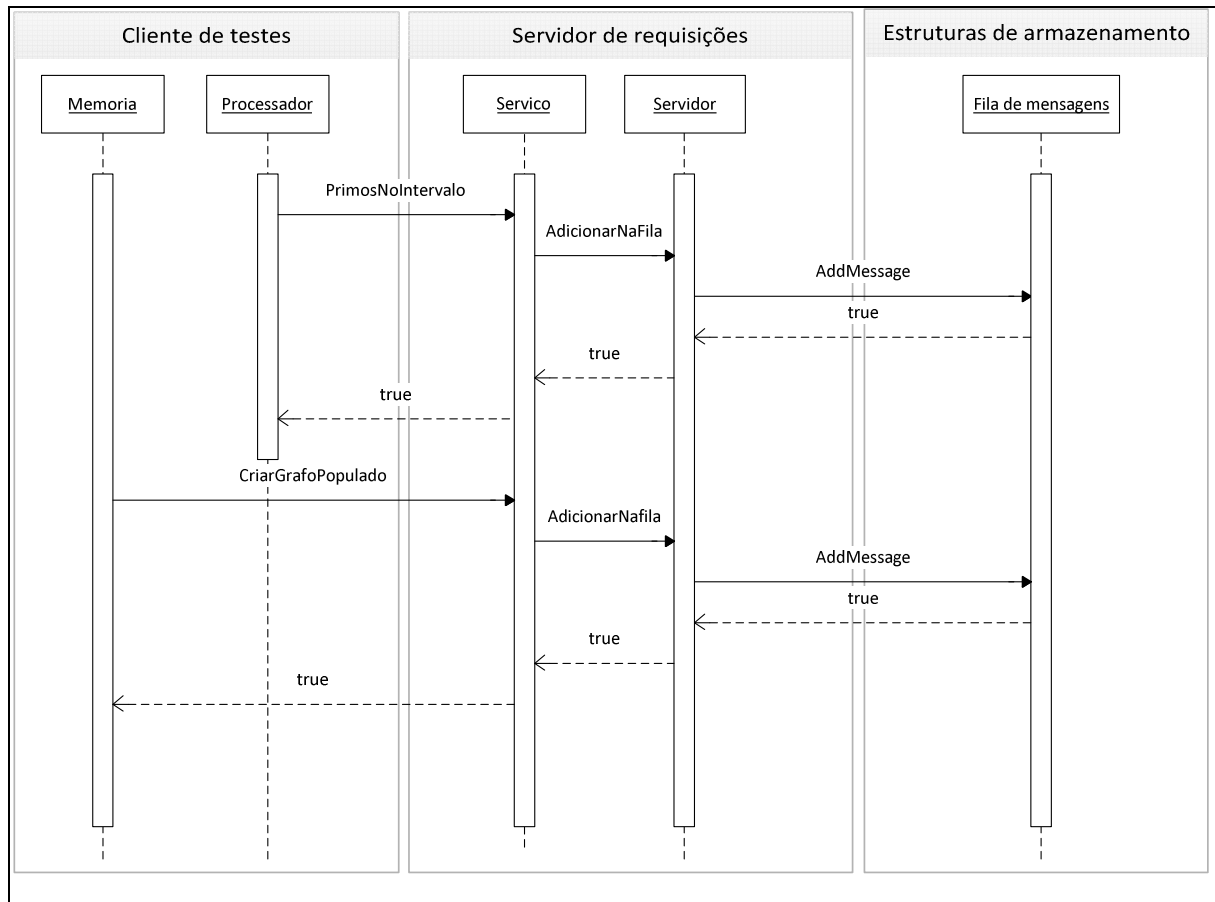 Cliente de testes
Servidor de requisições
Estruturas de armazenamento
Memoria
Processador
Servico
Servidor
Fila de mensagens
PrimosNoIntervalo
AdicionarNaFila
AddMessage
true
true
true
CriarGrafoPopulado
AdicionarNafila
AddMessage
true
true
true